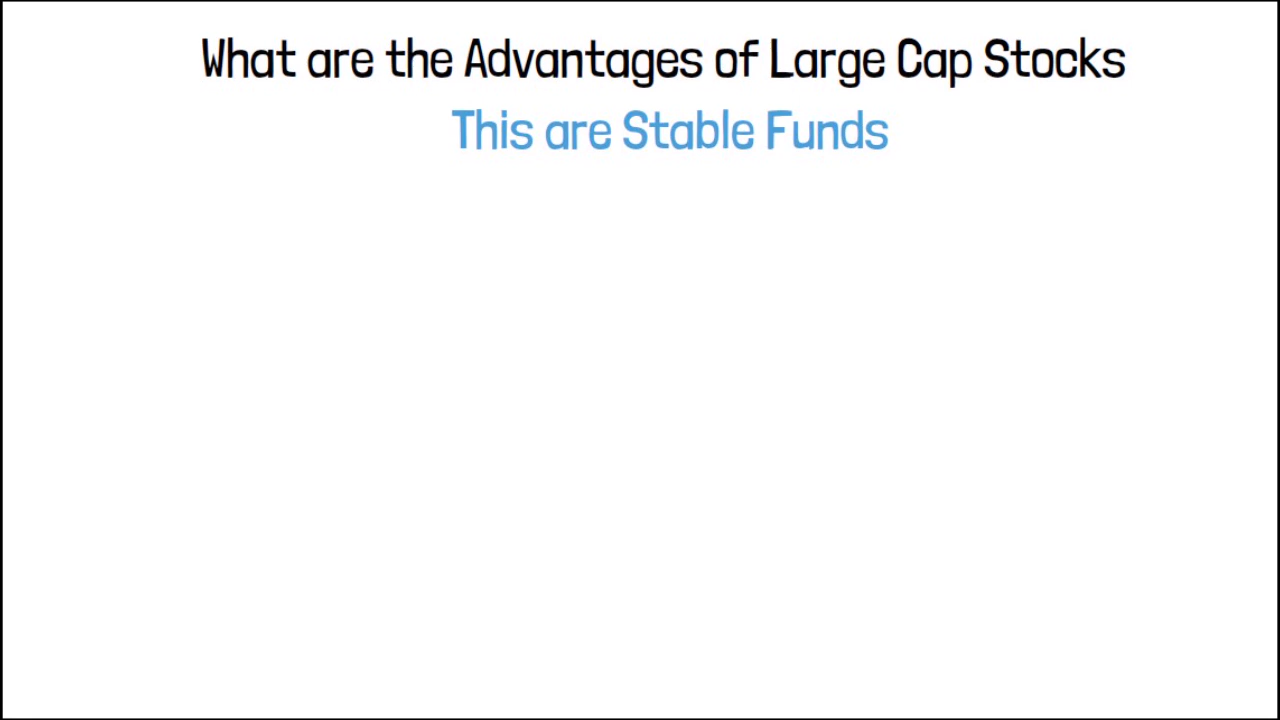 What are the Advantages of Large Cap Stocks
This are Stable Funds